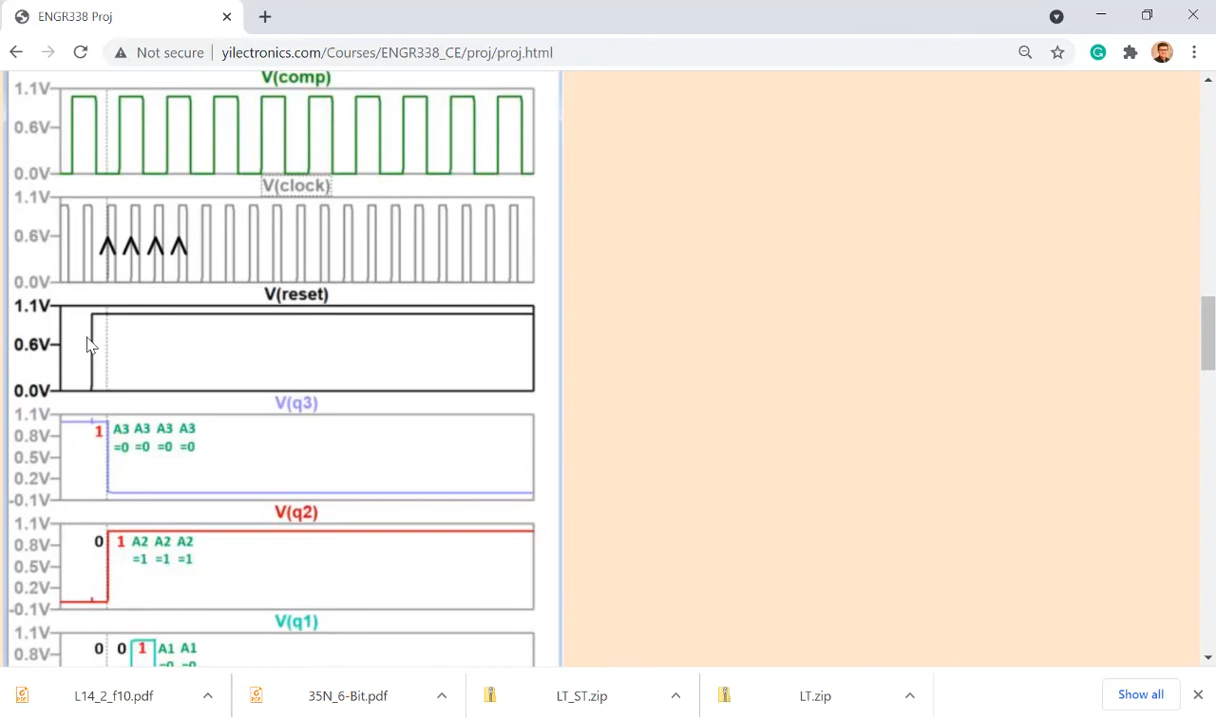 ENGR338 Proj
Not secure yilectronics.com/Courses/ENGR338_CE/proj/proj.html
V(comp)
1.1V
0.6V
0.0V
V(clock)
1.1V
0.6V
0.0V
V(reset)
1.1V
0.6V
0.0V
V(q3)
1.1V
0.8V
0.5V
0.2V
-0.1V
1 A3 A3 A3 A3
=0 =0 =0 =0
V(q2)
1.1V
0.8V
0.5V
0.2V
-0.1V
0 1 A2 A2 A2
=1 =1 =1
V(q1)
1.1V
0.8V
0 0 1 A1 A1
=0 =0
L14_2_f10.pdf 35N_6-Bit.pdf LT_ST.zip LT.zip Show all